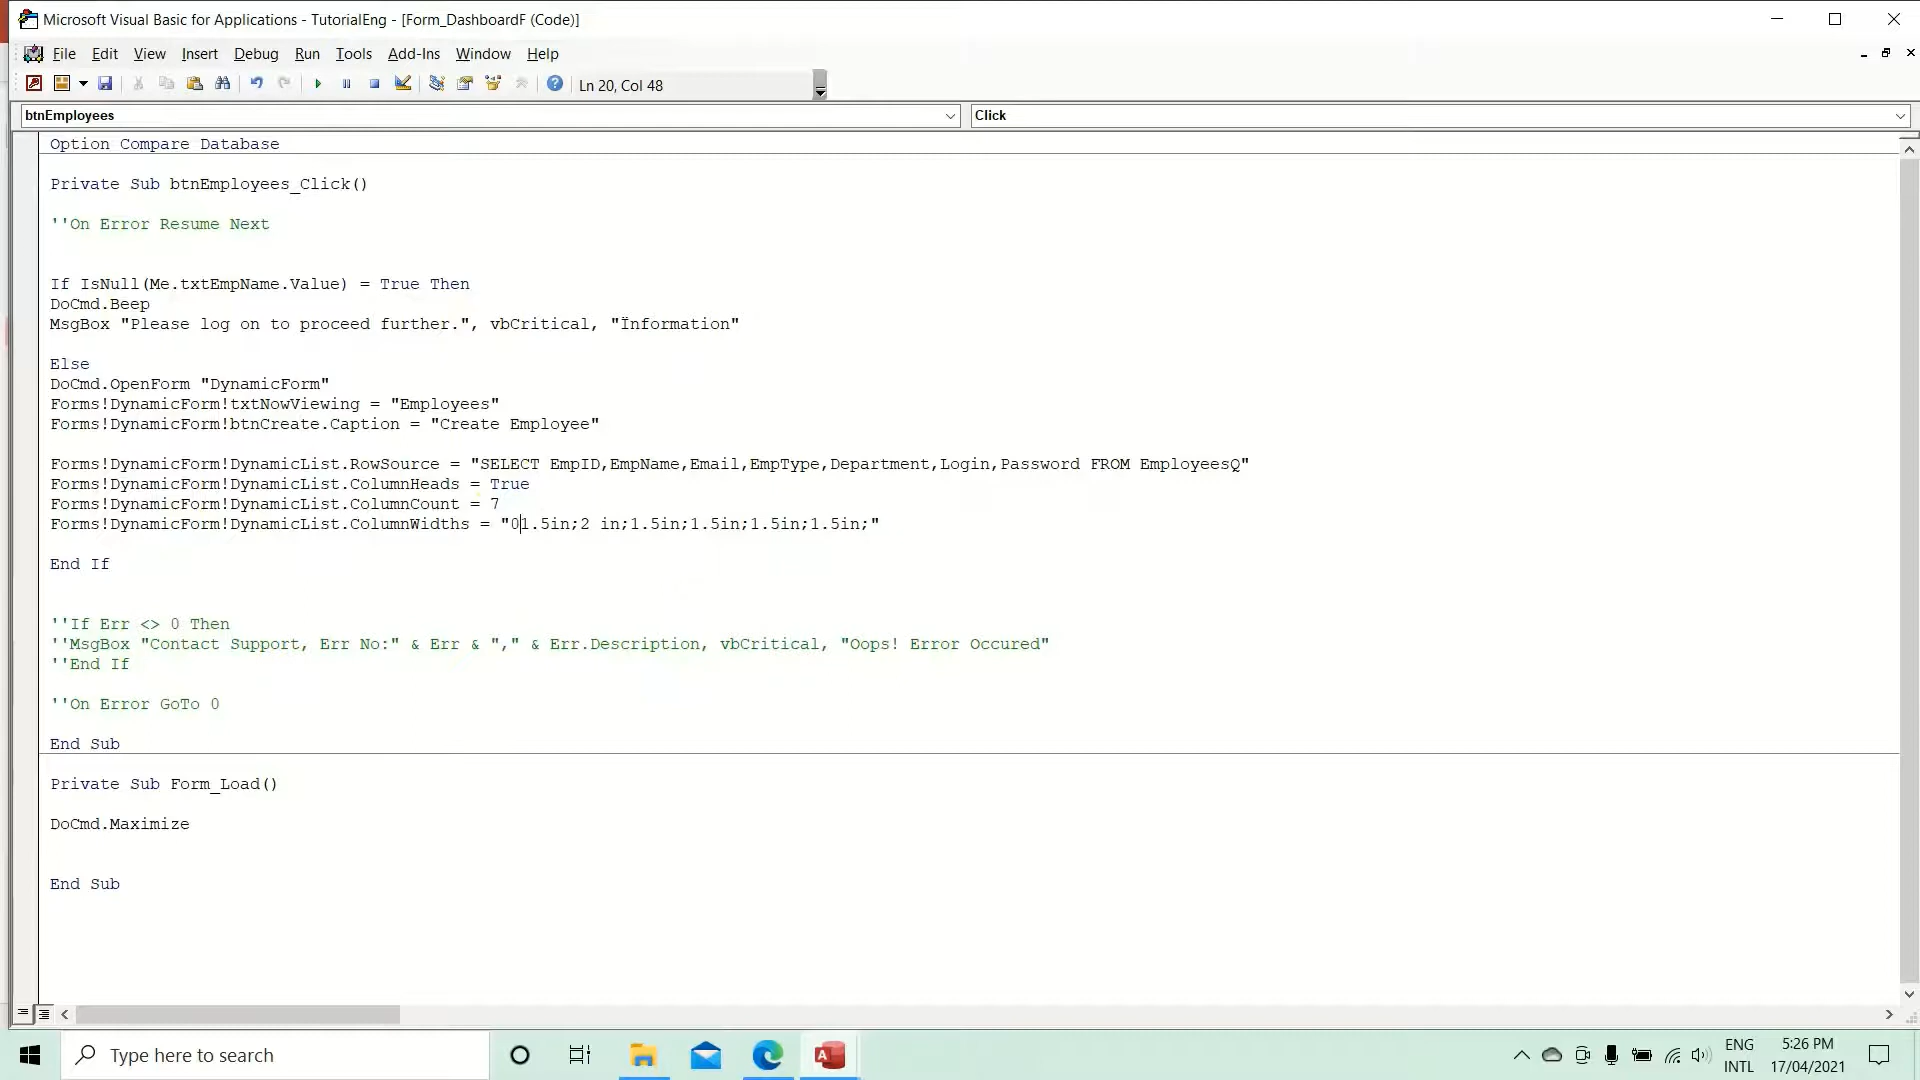 Microsoft Visual Basic for Applications - TutorialEng - [Form_DashboardF (Code)]
File Edit View Insert Debug Run Tools Add-Ins Window Help
Ln 20, Col 48
btnEmployees Click
Option Compare Database
Private Sub btnEmployees_Click()
''On Error Resume Next
If IsNull(Me.txtEmpName.Value) = True Then
DoCmd.Beep
MsgBox "Please log on to proceed further.", vbCritical, "Information"
Else
DoCmd.OpenForm "DynamicForm"
Forms!DynamicForm!txtNowViewing = "Employees"
Forms!DynamicForm!btnCreate.Caption = "Create Employee"
Forms!DynamicForm!DynamicList.RowSource = "SELECT EmpID,EmpName,Email,EmpType,Department,Login,Password FROM EmployeesQ"
Forms!DynamicForm!DynamicList.ColumnHeads = True
Forms!DynamicForm!DynamicList.ColumnCount = 7
Forms!DynamicForm!DynamicList.ColumnWidths = "01.5in;2 in;1.5in;1.5in;1.5in;1.5in;"
End If
''If Err <> 0 Then
''MsgBox "Contact Support, Err No:" & Err & "," & Err.Description, vbCritical, "Oops! Error Occured"
''End If
''On Error GoTo 0
End Sub
Private Sub Form_Load()
DoCmd.Maximize
End Sub
Type here to search
ENG
INTL
5:26 PM
17/04/2021